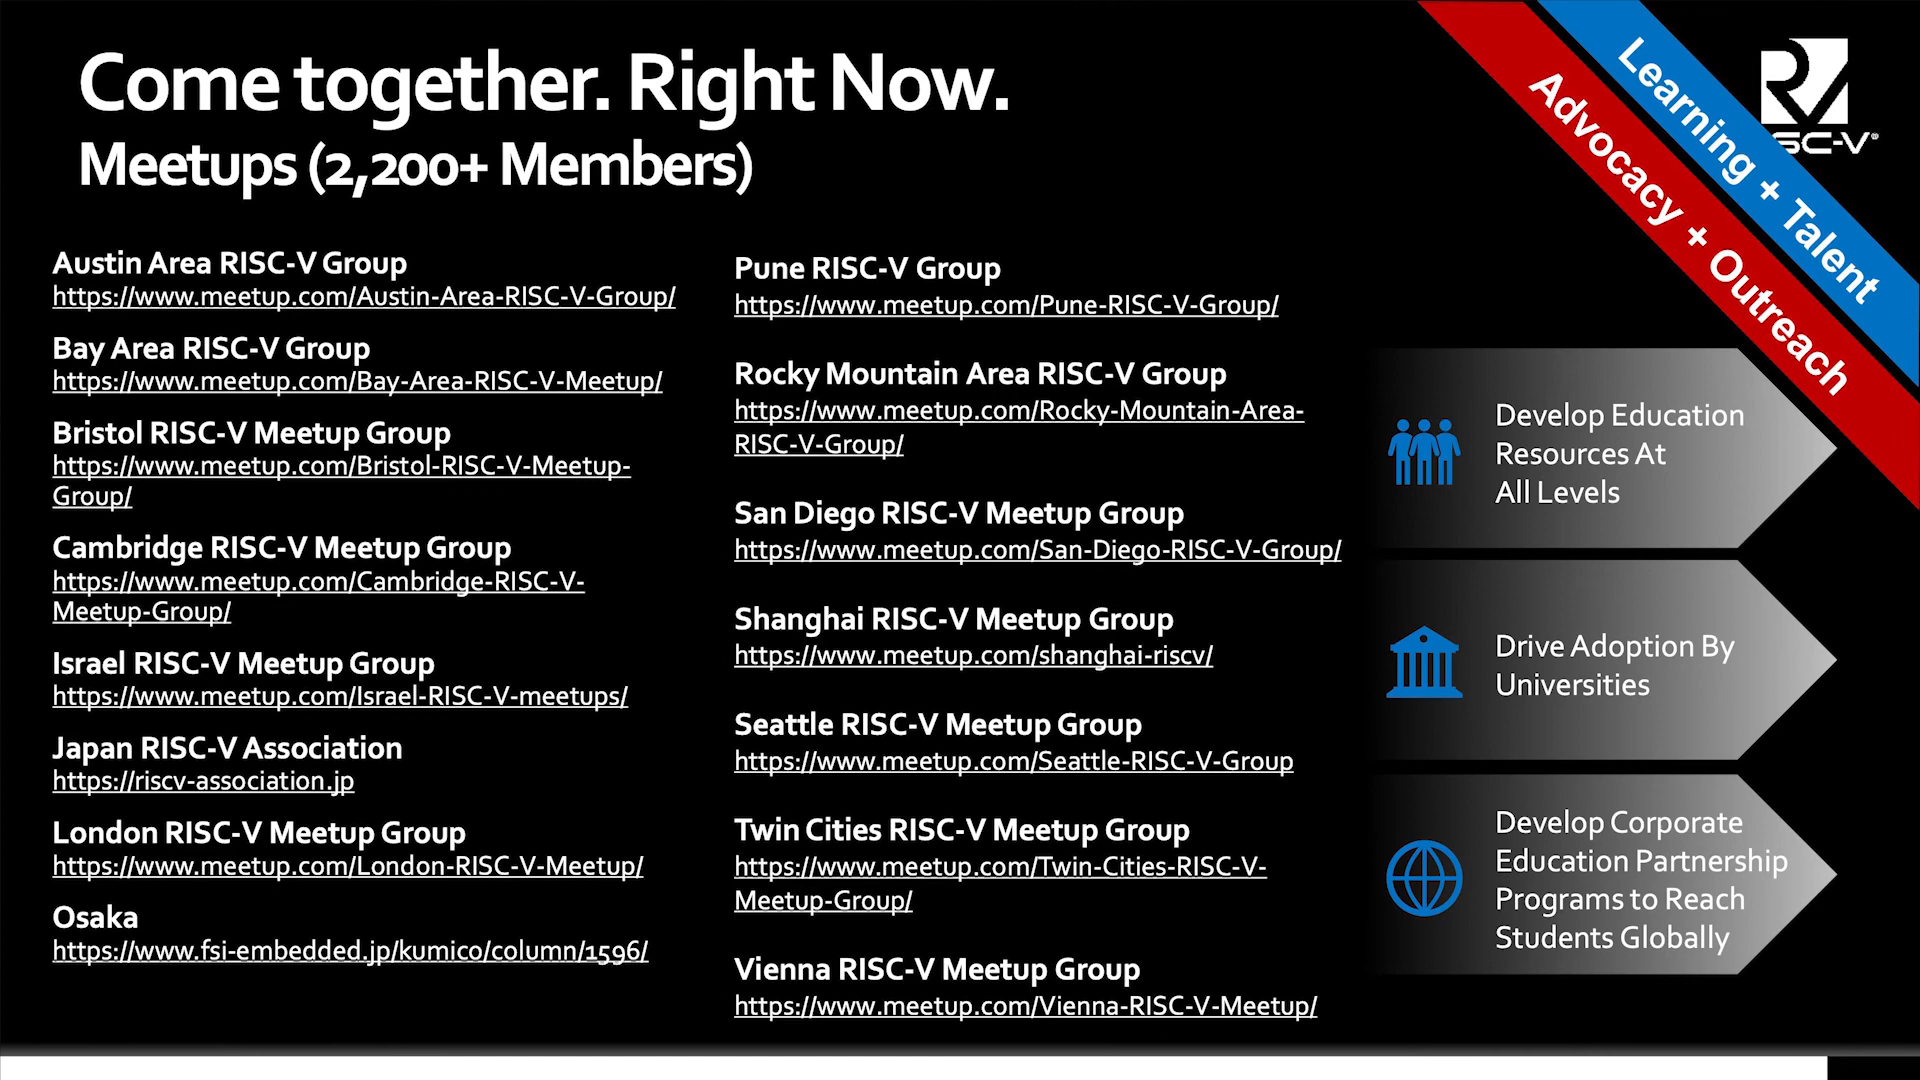 Come together. Right Now.
Meetups (2,200+ Members)
Austin Area RISC-V Group
https://www.meetup.com/Austin-Area-RISC-V-Group/
Bay Area RISC-V Group
https://www.meetup.com/Bay-Area-RISC-V-Meetup/
Bristol RISC-V Meetup Group
https://www.meetup.com/Bristol-RISC-V-Meetup-
Group/
Cambridge RISC-V Meetup Group
https://www.meetup.com/Cambridge-RISC-V-
Meetup-Group/
Israel RISC-V Meetup Group
https://www.meetup.com/Israel-RISC-V-meetups/
Japan RISC-V Association
https://riscv-association.jp
London RISC-V Meetup Group
https://www.meetup.com/London-RISC-V-Meetup/
Osaka
https://www.fsi-embedded.jp/kumico/column/1596/
Pune RISC-V Group
https://www.meetup.com/Pune-RISC-V-Group/
Rocky Mountain Area RISC-V Group
https://www.meetup.com/Rocky-Mountain-Area-
RISC-V-Group/
San Diego RISC-V Meetup Group
https://www.meetup.com/San-Diego-RISC-V-Group/
Shanghai RISC-V Meetup Group
https://www.meetup.com/shanghai-riscv/
Seattle RISC-V Meetup Group
https://www.meetup.com/Seattle-RISC-V-Group
Twin Cities RISC-V Meetup Group
https://www.meetup.com/Twin-Cities-RISC-V-
Meetup-Group/
Vienna RISC-V Meetup Group
https://www.meetup.com/Vienna-RISC-V-Meetup/
Learning + Talent
Advocacy + Outreach
RV
SC-V®
Develop Education
Resources At
All Levels
Drive Adoption By
Universities
Develop Corporate
Education Partnership
Programs to Reach
Students Globally